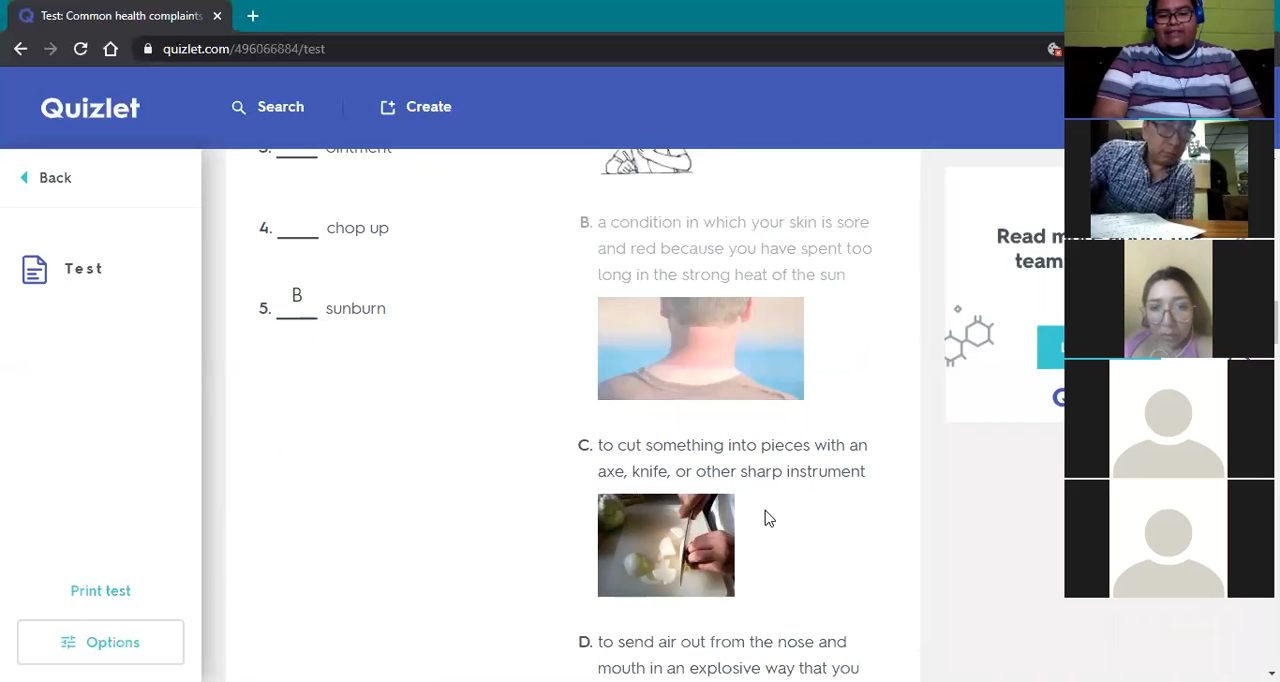 Test: Common health complaints
quizlet.com/496066884/test
Quizlet
Search
Create
Back
Test
Print test
Options
ointment
4. chop up
B
5. sunburn
B. a condition in which your skin is sore
and red because you have spent too
long in the strong heat of the sun
C. to cut something into pieces with an
axe, knife, or other sharp instrument
D. to send air out from the nose and
mouth in an explosive way that you
Read
team